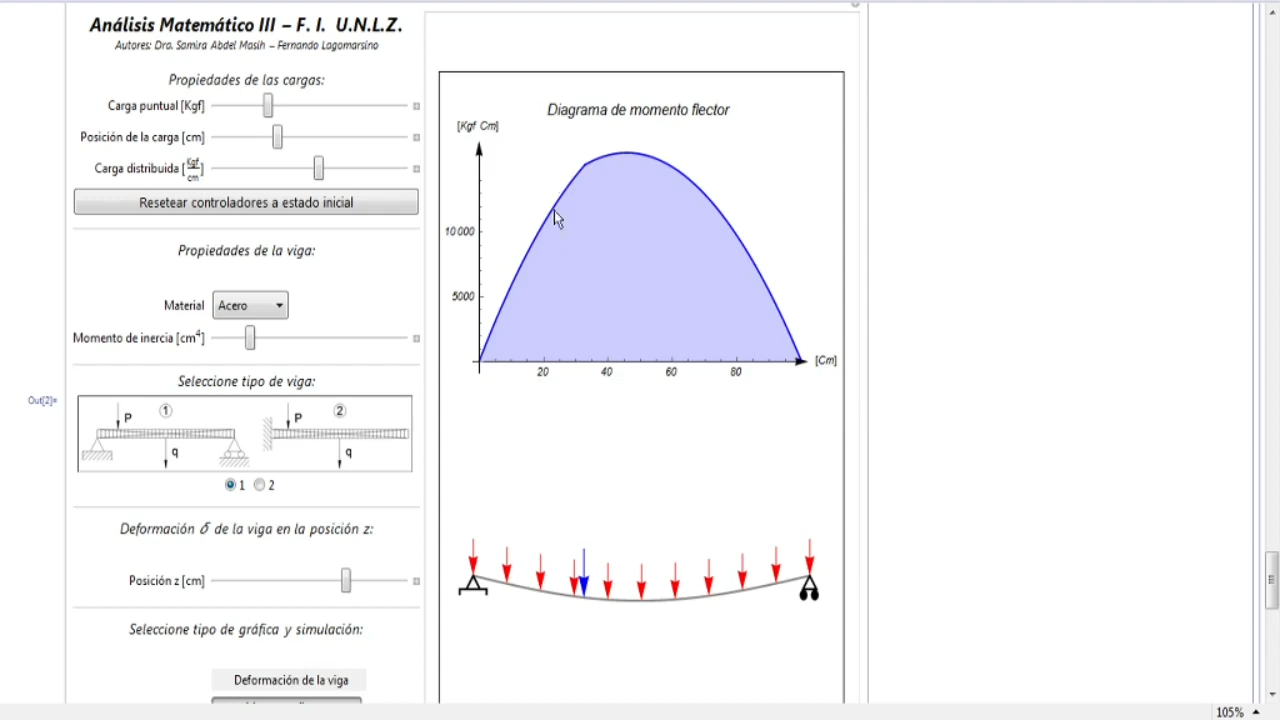 Análisis Matemático III – F. I. U.N.L.Z.
Autores: Dra. Samira Abdel Masih – Fernando Lagomarsino
Propiedades de las cargas:
Carga puntual [Kgf]
Posición de la carga [cm]
Carga distribuida [Kgf/cm]
Resetear controladores a estado inicial
Propiedades de la viga:
Material Acero
Momento de inercia [cm⁴]
Seleccione tipo de viga:
Out[2]=
P 1 q
P 2 q
1 2
Deformación δ de la viga en la posición z:
Posición z [cm]
Seleccione tipo de gráfica y simulación:
Deformación de la viga
Diagrama de momento flector
[Kgf Cm]
10 000
5000
20 40 60 80
[Cm]
105%